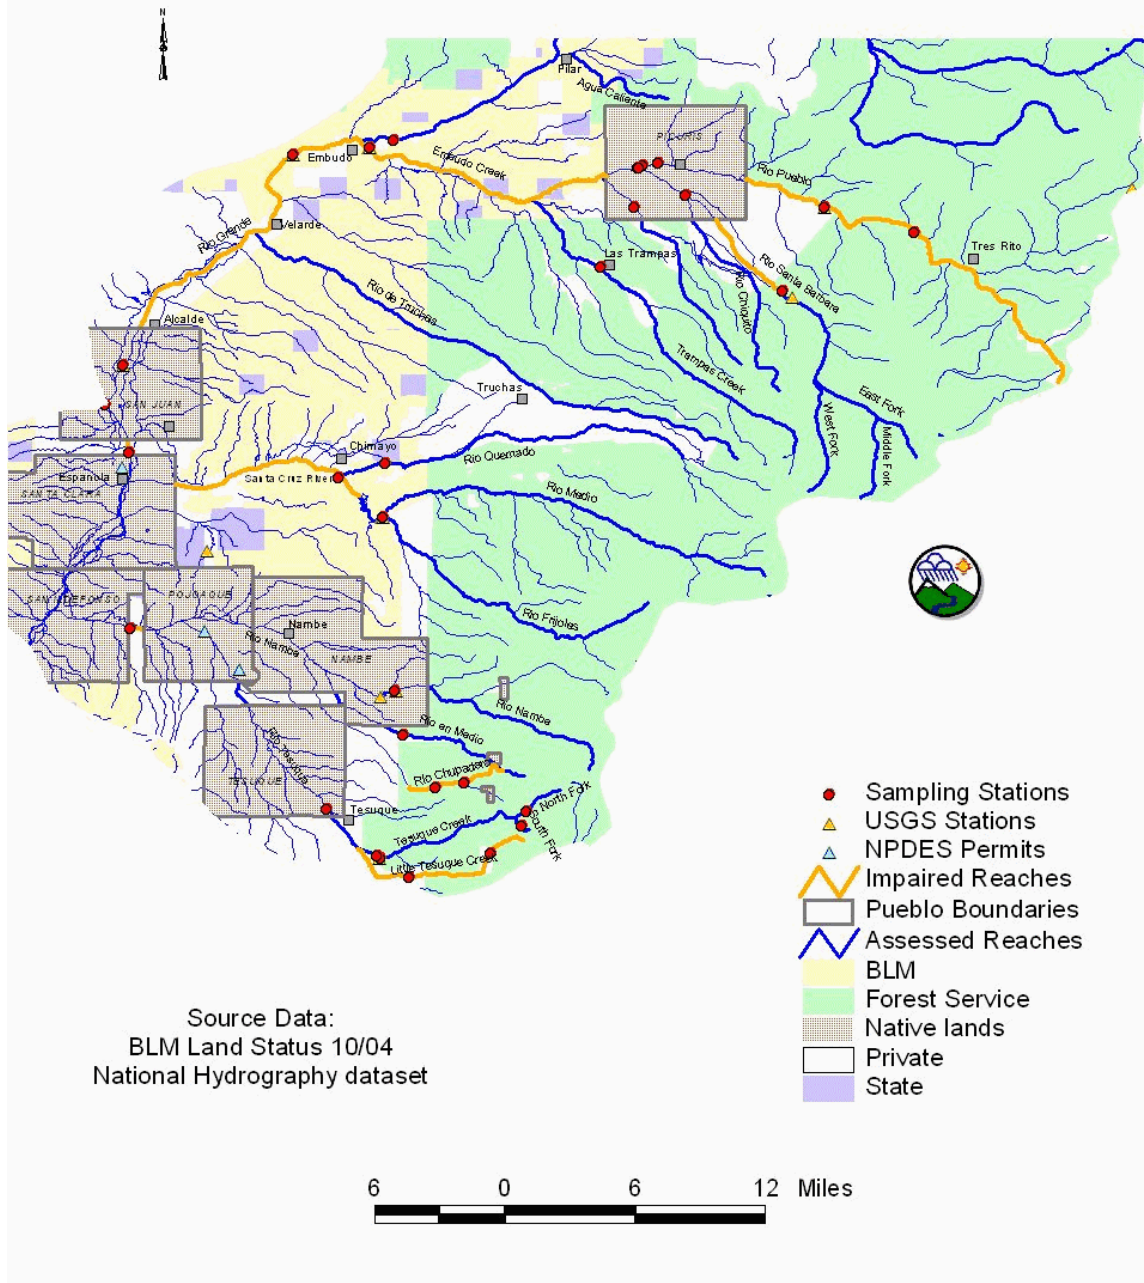 N
Pilar
Agua Caliente
PICURIS
Embudo
Embudo Creek
Rio Pueblo
Rio Grande
Velarde
Las Trampas
Tres Rito
Rio Santa Barbara
Rio Chiquito
Rio de Truchas
Alcalde
Trampas Creek
Truchas
East Fork
SAN JUAN
West Fork
Middle Fork
Chimayo
Rio Quemado
Santa Cruz River
Española
SANTA CLARA
Rio Medio
SAN ILDEFONSO
POJOAQUE
Rio Frijoles
Nambe
Rio Nambe
NAMBE
Rio Nambe
Rio en Medio
Rio Tesuque
TESUQUE
Rio Chupadero
North Fork
Tesuque
Tesuque Creek
South Fork
Little Tesuque Creek
Sampling Stations
USGS Stations
NPDES Permits
Impaired Reaches
Pueblo Boundaries
Assessed Reaches
BLM
Forest Service
Native lands
Private
State
Source Data:
BLM Land Status 10/04
National Hydrography dataset
6 0 6 12 Miles